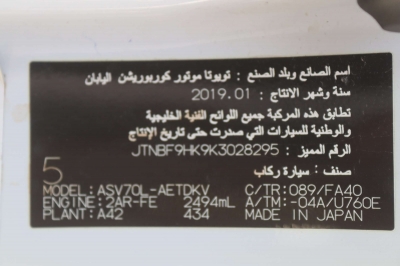 اسم الصانع وبلد الصنع : تويوتا موتور كوربوريشن اليابان
سنة وشهر الانتاج : 2019.01
تطابق هذه المركبة جميع اللوائح الفنية الخليجية
والوطنية للسيارات التي صدرت حتى تاريخ الإنتاج
الرقم المميز : JTNBF9HK9K3028295
صنف : سيارة ركاب
5
MODEL: ASV70L-AETDKV C/TR: 089/FA40
ENGINE: 2AR-FE 2494mL A/TM: -04A/U760E
PLANT: A42 434 MADE IN JAPAN